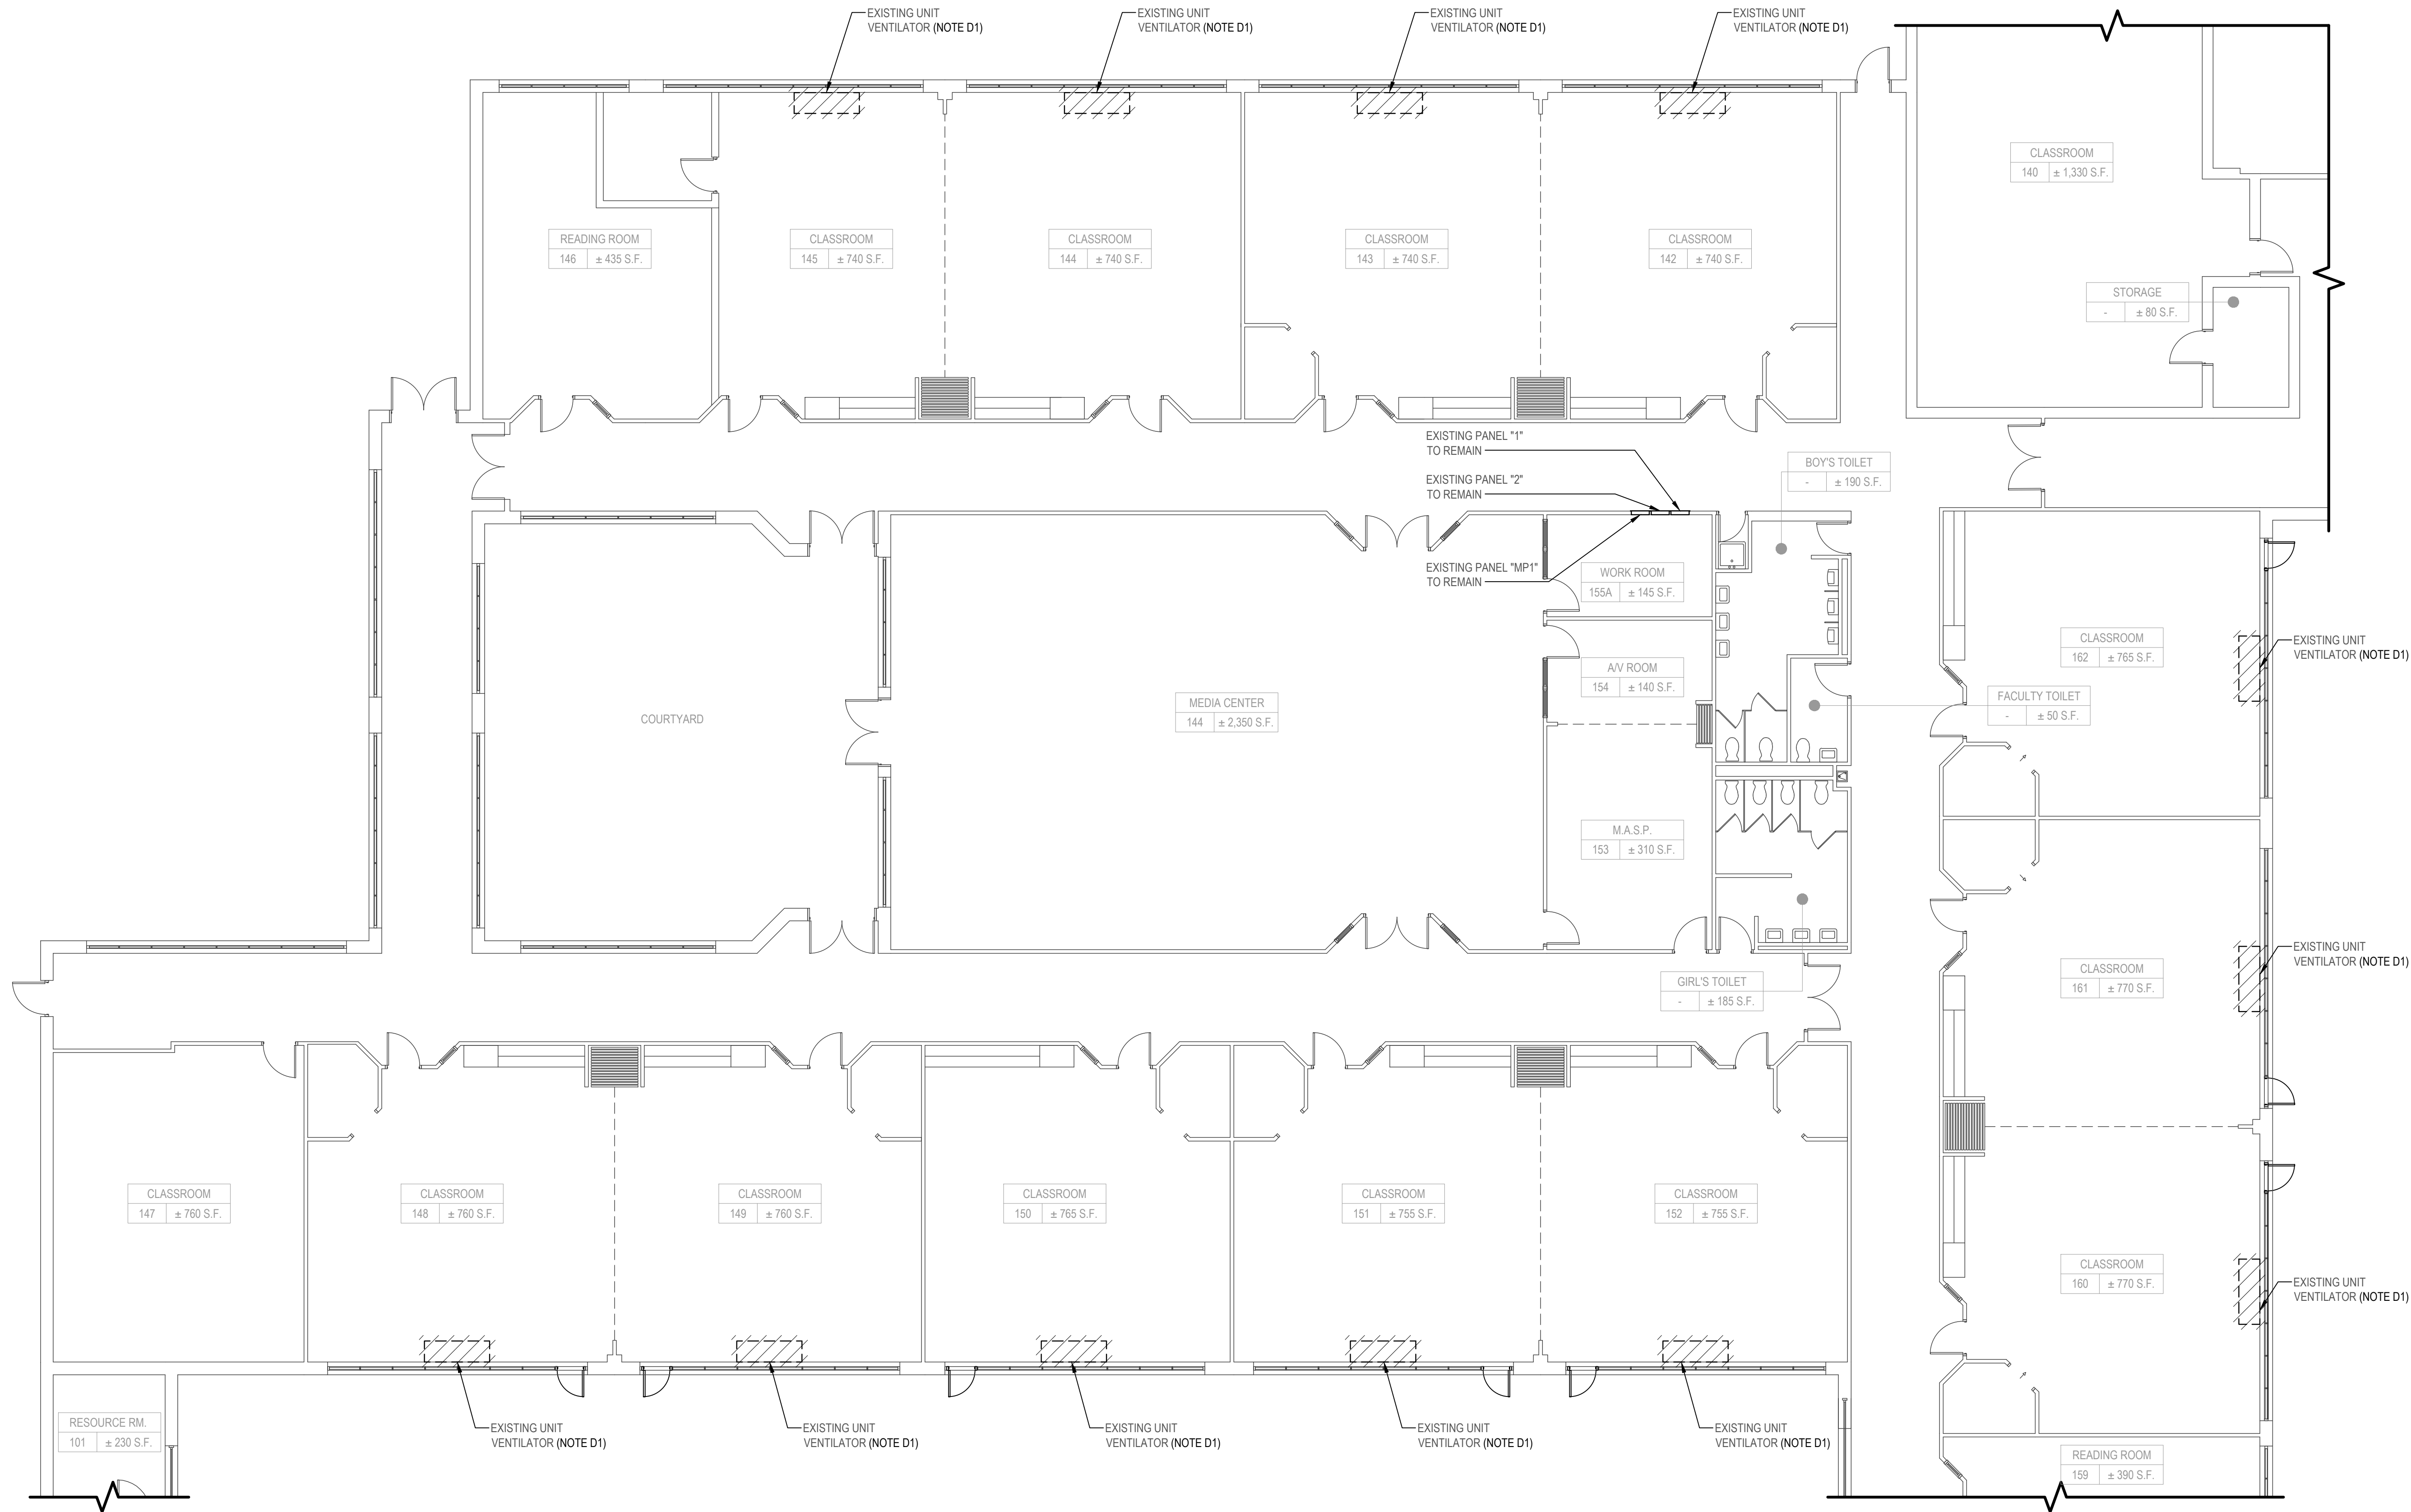 EXISTING UNIT
VENTILATOR (NOTE D1)
EXISTING UNIT
VENTILATOR (NOTE D1)
EXISTING UNIT
VENTILATOR (NOTE D1)
EXISTING UNIT
VENTILATOR (NOTE D1)
CLASSROOM
140 ± 1,330 S.F.
READING ROOM
146 ± 435 S.F.
CLASSROOM
145 ± 740 S.F.
CLASSROOM
144 ± 740 S.F.
CLASSROOM
143 ± 740 S.F.
CLASSROOM
142 ± 740 S.F.
STORAGE
- ± 80 S.F.
EXISTING PANEL "1"
TO REMAIN
EXISTING PANEL "2"
TO REMAIN
EXISTING PANEL "MP1"
TO REMAIN
BOY'S TOILET
- ± 190 S.F.
WORK ROOM
155A ± 145 S.F.
CLASSROOM
162 ± 765 S.F.
EXISTING UNIT
VENTILATOR (NOTE D1)
A/V ROOM
154 ± 140 S.F.
FACULTY TOILET
- ± 50 S.F.
COURTYARD
MEDIA CENTER
144 ± 2,350 S.F.
M.A.S.P.
153 ± 310 S.F.
EXISTING UNIT
VENTILATOR (NOTE D1)
CLASSROOM
161 ± 770 S.F.
GIRL'S TOILET
- ± 185 S.F.
CLASSROOM
147 ± 760 S.F.
CLASSROOM
148 ± 760 S.F.
CLASSROOM
149 ± 760 S.F.
CLASSROOM
150 ± 765 S.F.
CLASSROOM
151 ± 755 S.F.
CLASSROOM
152 ± 755 S.F.
CLASSROOM
160 ± 770 S.F.
EXISTING UNIT
VENTILATOR (NOTE D1)
RESOURCE RM.
101 ± 230 S.F.
EXISTING UNIT
VENTILATOR (NOTE D1)
EXISTING UNIT
VENTILATOR (NOTE D1)
EXISTING UNIT
VENTILATOR (NOTE D1)
EXISTING UNIT
VENTILATOR (NOTE D1)
EXISTING UNIT
VENTILATOR (NOTE D1)
READING ROOM
159 ± 390 S.F.